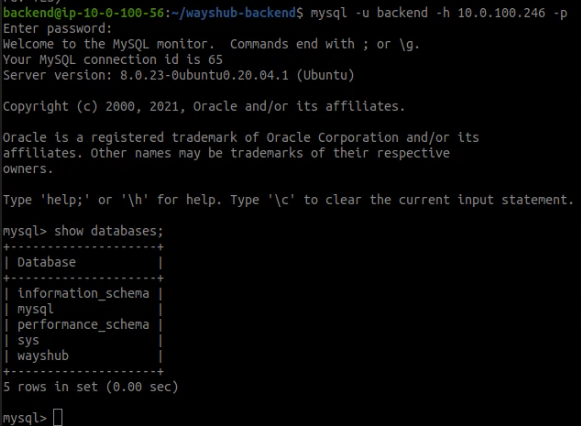 backend@ip-10-0-100-56:~/wayshub-backend$ mysql -u backend -h 10.0.100.246 -p
Enter password:
Welcome to the MySQL monitor.  Commands end with ; or \g.
Your MySQL connection id is 65
Server version: 8.0.23-0ubuntu0.20.04.1 (Ubuntu)

Copyright (c) 2000, 2021, Oracle and/or its affiliates.

Oracle is a registered trademark of Oracle Corporation and/or its
affiliates. Other names may be trademarks of their respective
owners.

Type 'help;' or '\h' for help. Type '\c' to clear the current input statement.

mysql> show databases;
+--------------------+
| Database           |
+--------------------+
| information_schema |
| mysql              |
| performance_schema |
| sys                |
| wayshub            |
+--------------------+
5 rows in set (0.00 sec)

mysql>